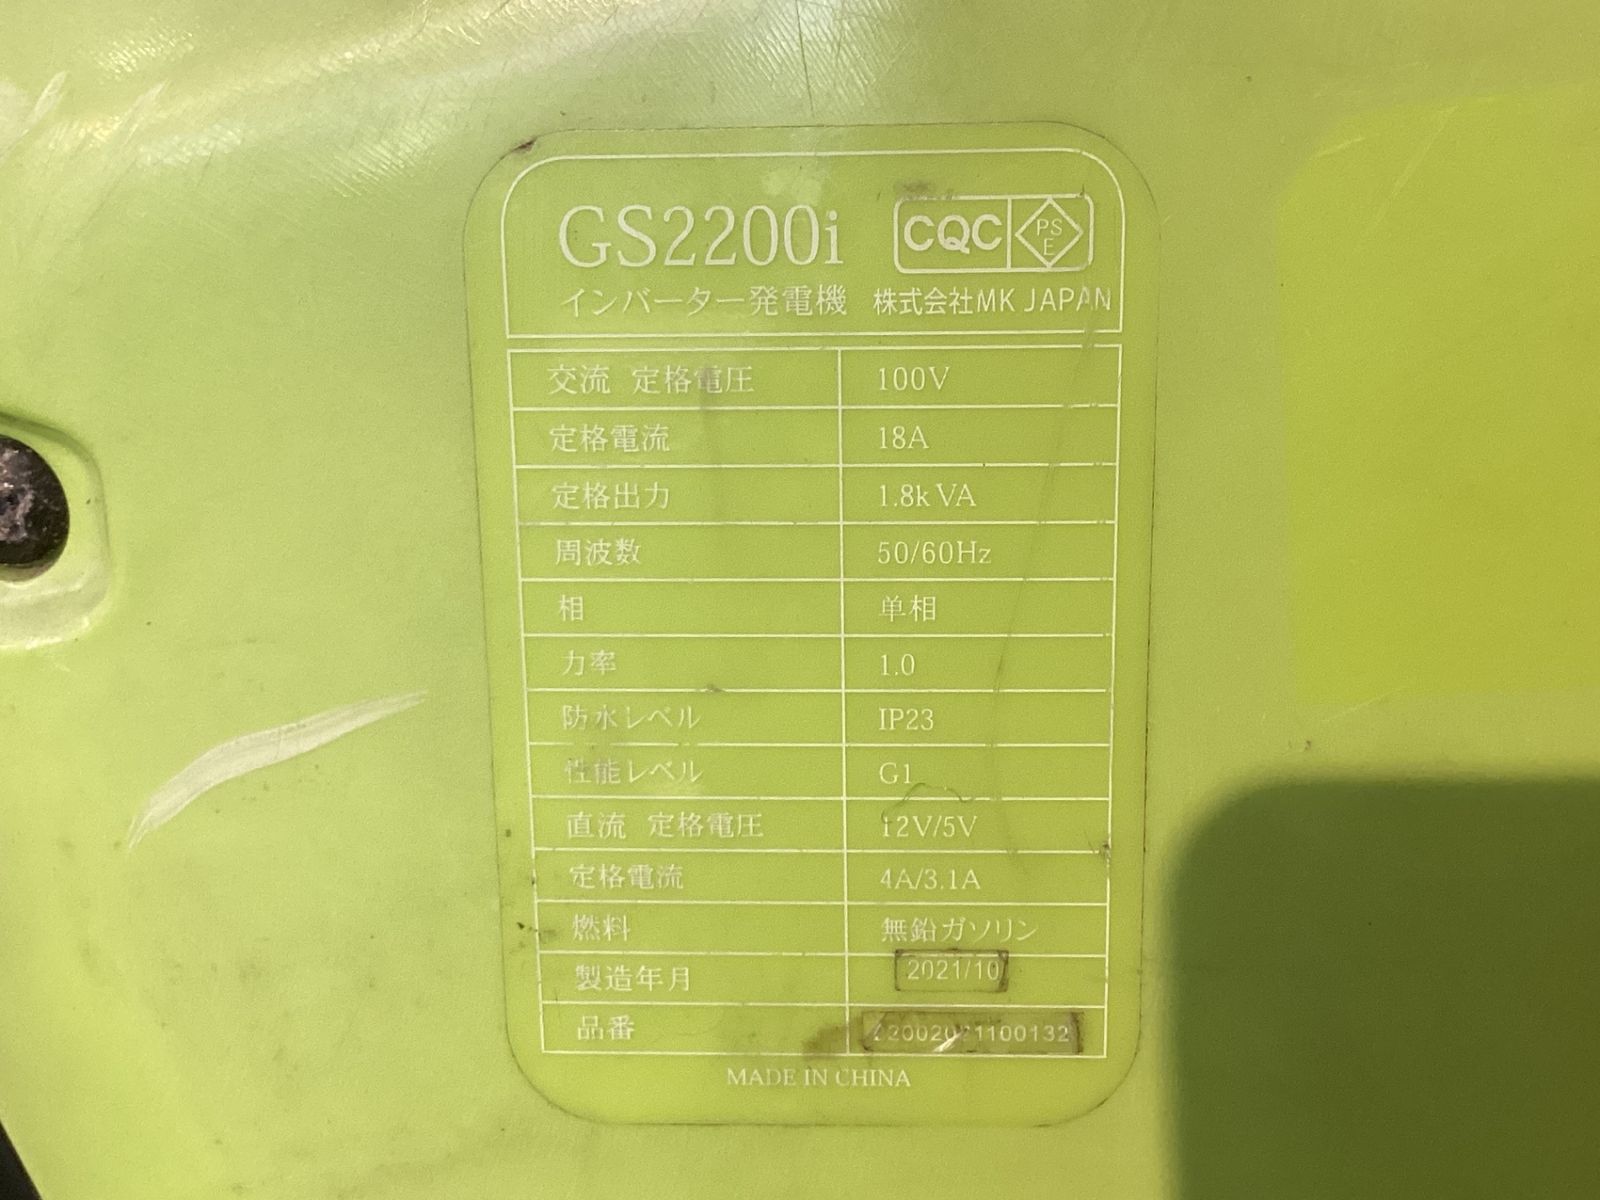 GS2200i CQC PS E
インバーター発電機 株式会社MK JAPAN
交流 定格電圧 100V
定格電流 18A
定格出力 1.8kVA
周波数 50/60Hz
相 单相
力率 1.0
防水レベル IP23
性能レベル G1
直流 定格電圧 12V/5V
定格電流 4A/3.1A
燃料 無鉛ガソリン
製造年月 2021/10
品番
MADE IN CHINA